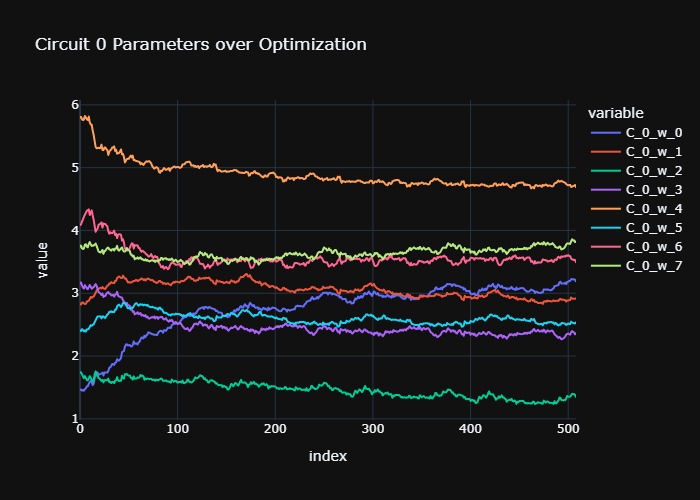 Circuit 0 Parameters over Optimization
variable
C_0_w_0
C_0_w_1
C_0_w_2
C_0_w_3
C_0_w_4
C_0_w_5
C_0_w_6
C_0_w_7
value
6
5
4
3
2
1
0
100
200
300
400
500
index